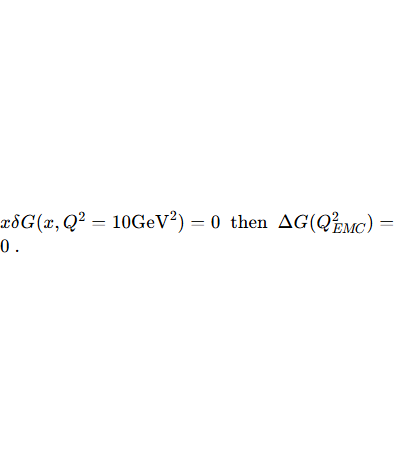 xδG(x, Q² = 10GeV²) = 0 then ΔG(Q²_EMC) =
0 .